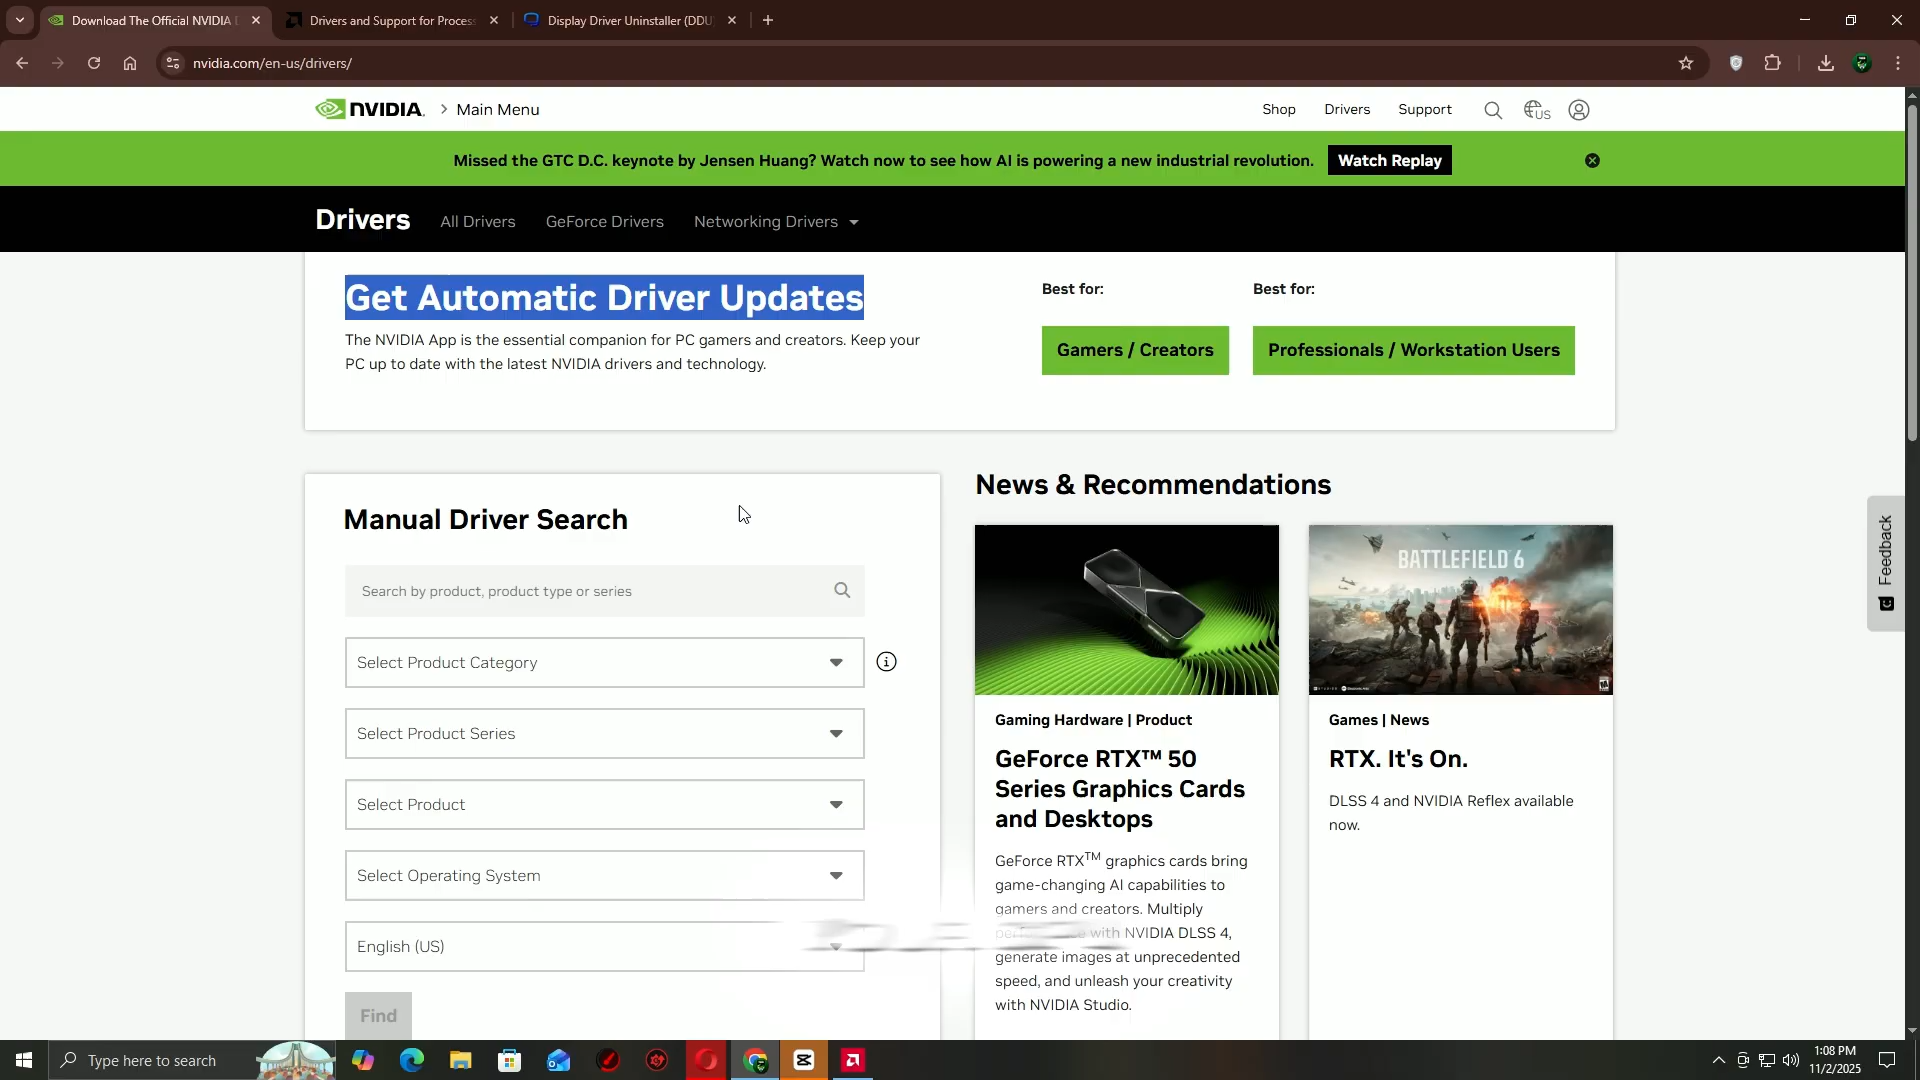 Download The Official NVIDIA D
Drivers and Support for Process
Display Driver Uninstaller (DDU
nvidia.com/en-us/drivers/
NVIDIA.
Main Menu
Shop
Drivers
Support
US
Missed the GTC D.C. keynote by Jensen Huang? Watch now to see how AI is powering a new industrial revolution.
Watch Replay
Drivers
All Drivers
GeForce Drivers
Networking Drivers
Get Automatic Driver Updates
The NVIDIA App is the essential companion for PC gamers and creators. Keep your
PC up to date with the latest NVIDIA drivers and technology.
Best for:
Gamers / Creators
Best for:
Professionals / Workstation Users
Manual Driver Search
Search by product, product type or series
Select Product Category
Select Product Series
Select Product
Select Operating System
English (US)
Find
News & Recommendations
Gaming Hardware | Product
GeForce RTX™ 50
Series Graphics Cards
and Desktops
GeForce RTX™ graphics cards bring
game-changing AI capabilities to
gamers and creators. Multiply
with NVIDIA DLSS 4,
generate images at unprecedented
speed, and unleash your creativity
with NVIDIA Studio.
BATTLEFIELD 6
Games | News
RTX. It's On.
DLSS 4 and NVIDIA Reflex available
now.
Feedback
Type here to search
1:08 PM
11/2/2025